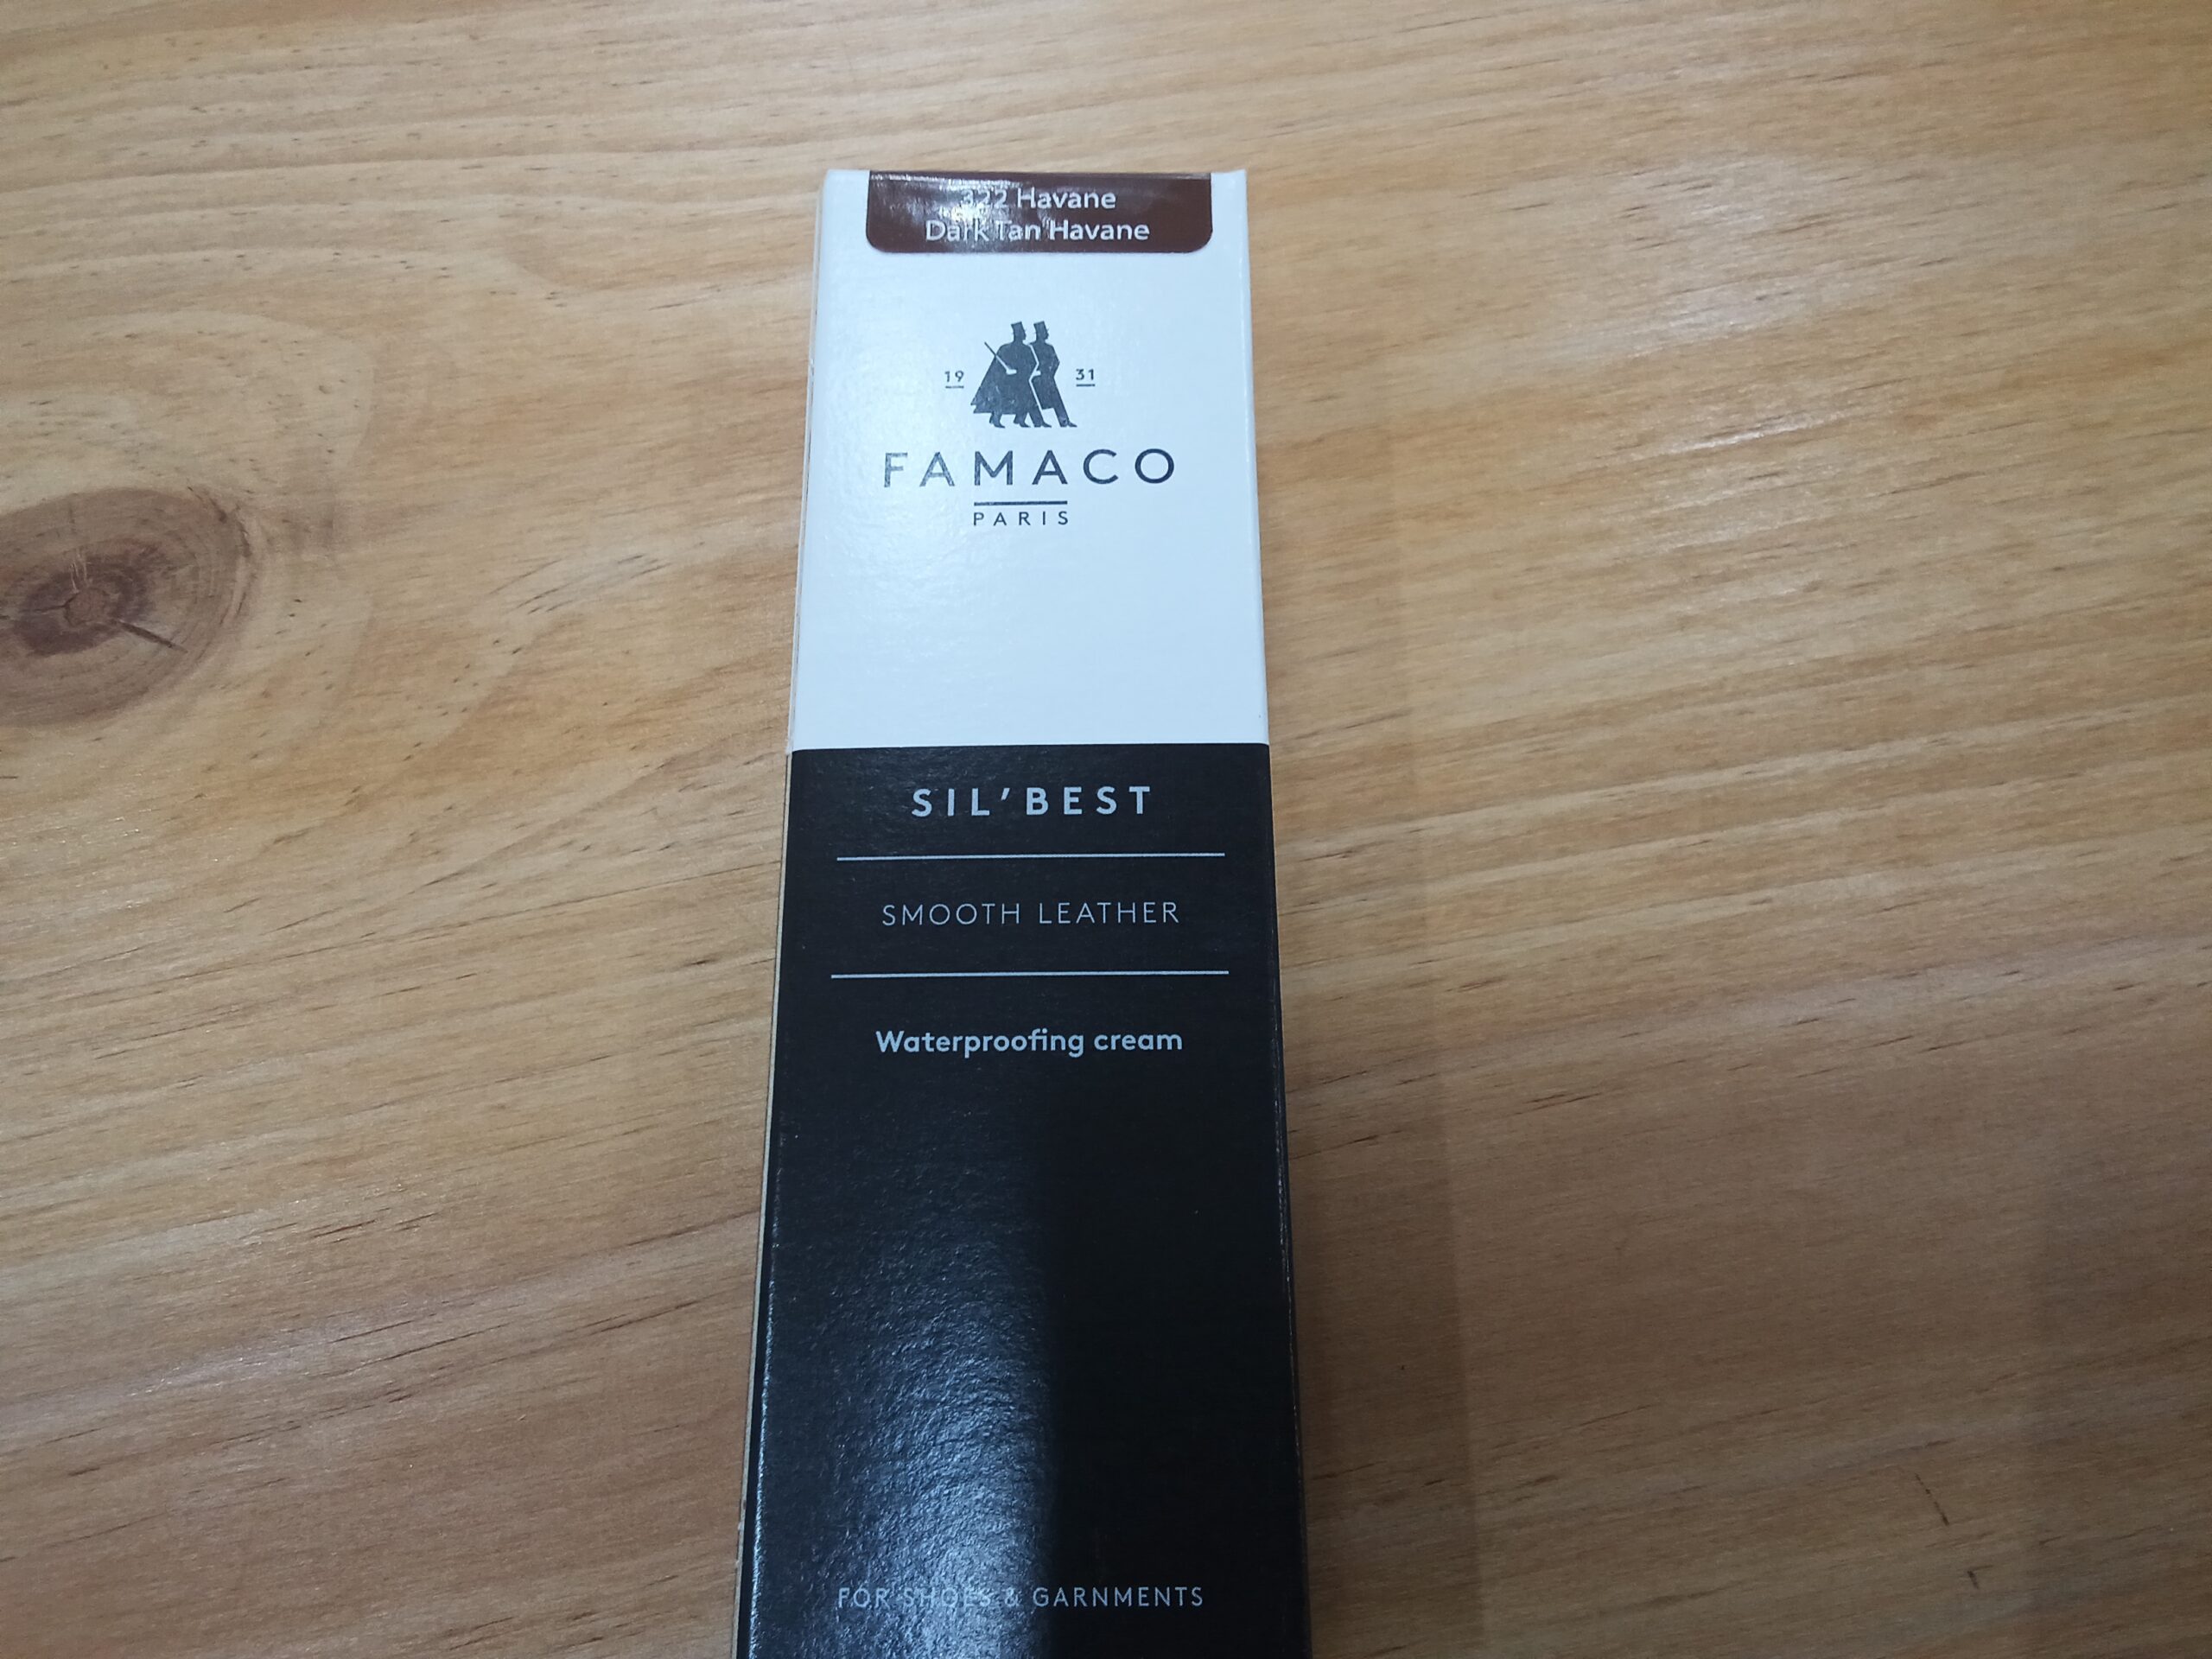 322 Havane
Dark Tan Havane
19 31
FAMACO
PARIS
SIL'BEST
SMOOTH LEATHER
Waterproofing cream
FOR SHOES & GARNMENTS